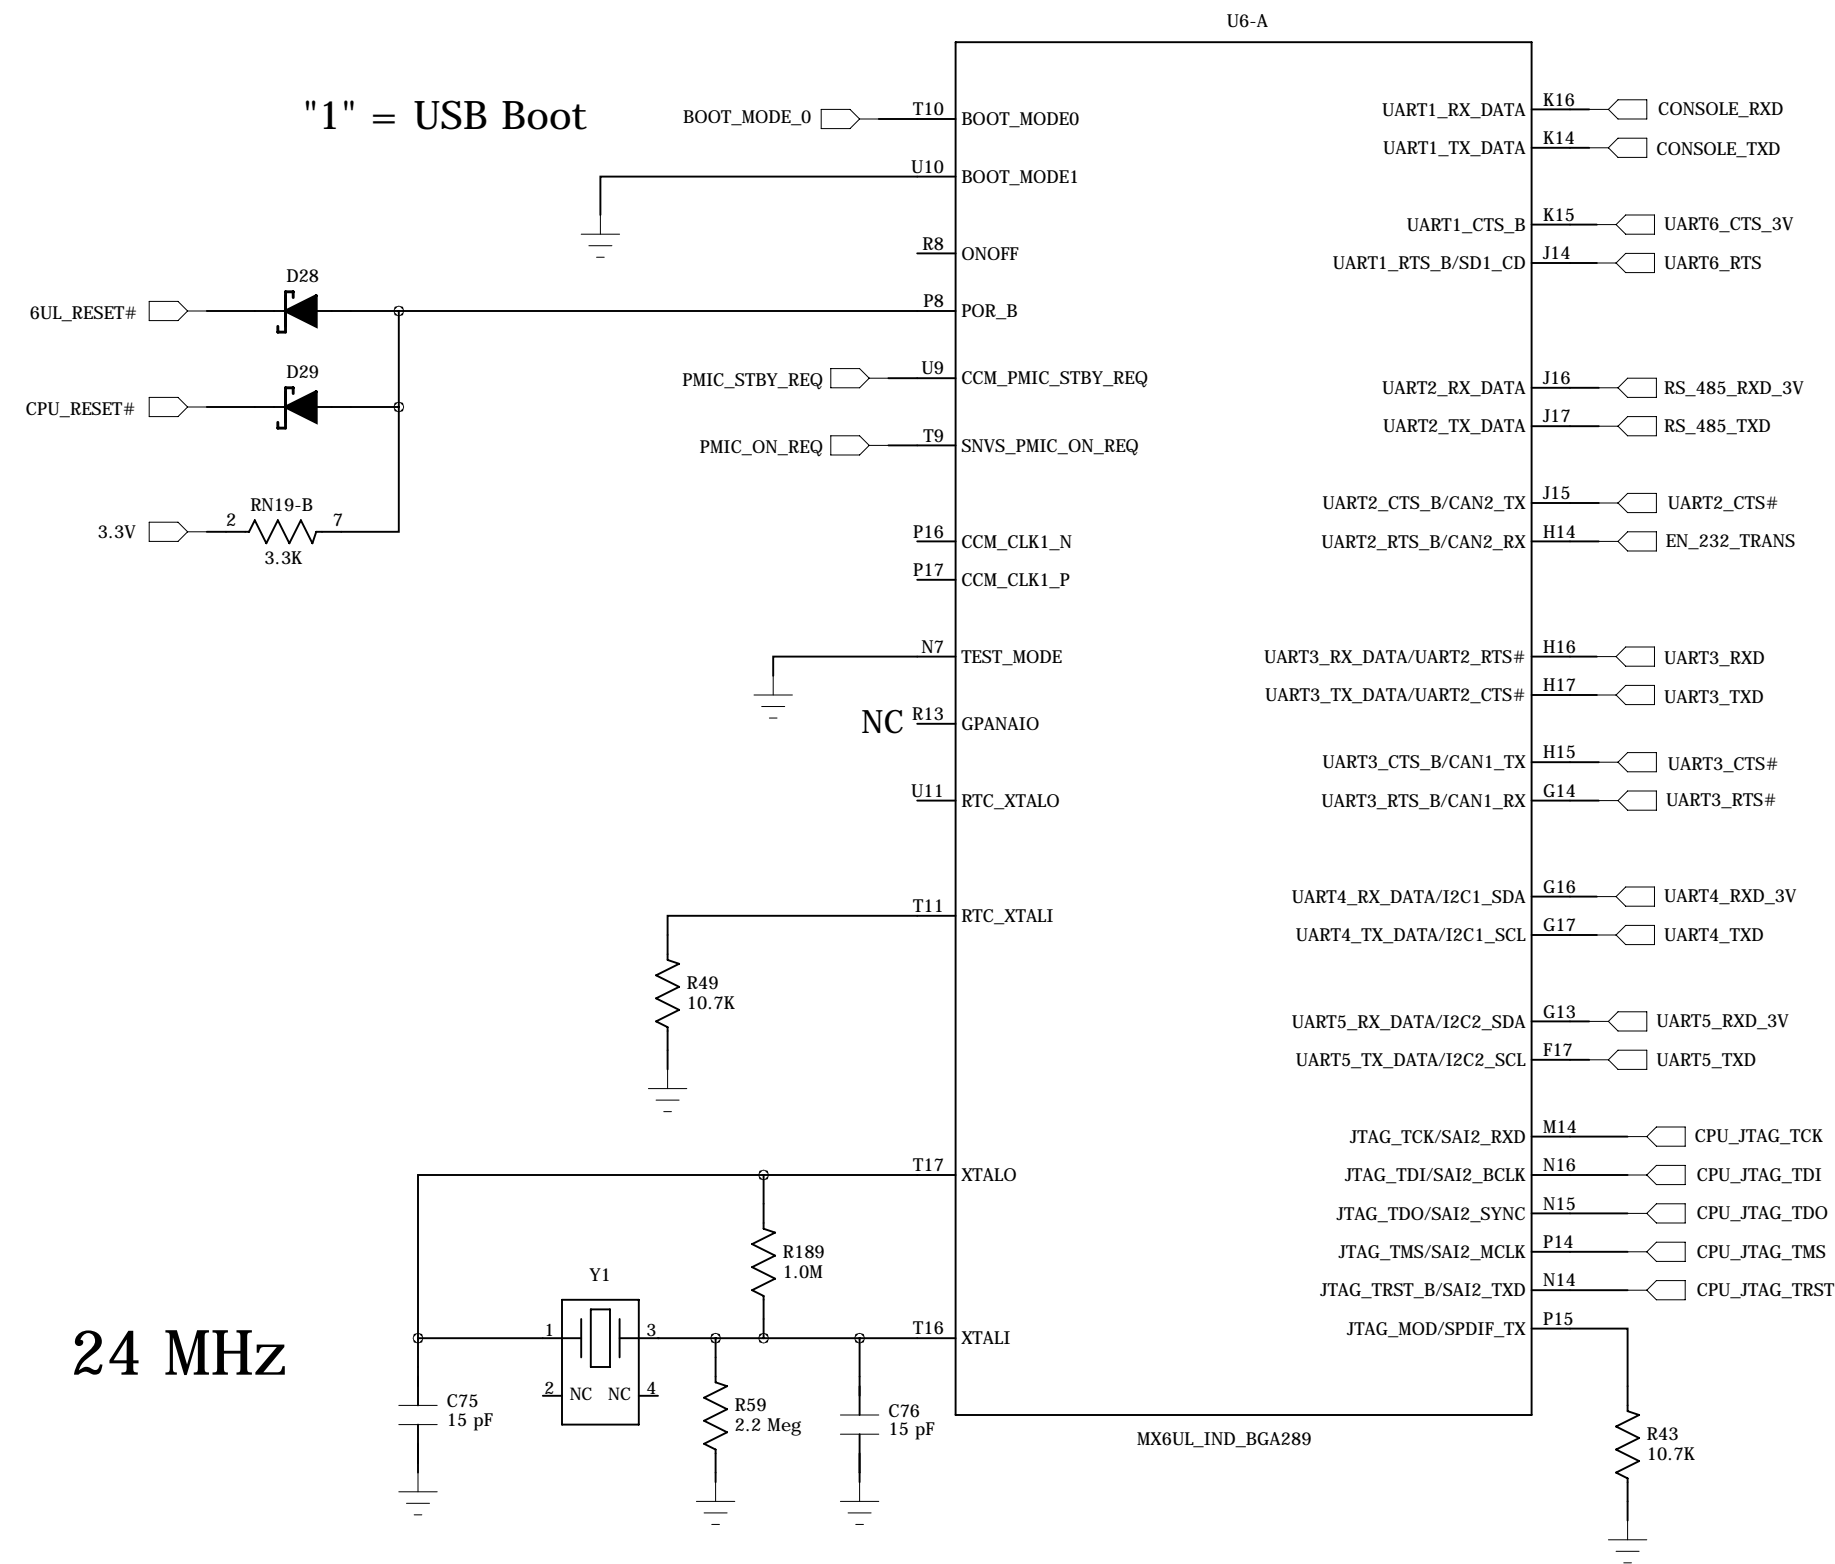 U6-A
"1" = USB Boot
BOOT_MODE_0
T10
BOOT_MODE0
U10
BOOT_MODE1
R8
ONOFF
D28
6UL_RESET#
P8
POR_B
D29
CPU_RESET#
PMIC_STBY_REQ
U9
CCM_PMIC_STBY_REQ
PMIC_ON_REQ
T9
SNVS_PMIC_ON_REQ
RN19-B
3.3V
2
7
3.3K
P16
CCM_CLK1_N
P17
CCM_CLK1_P
N7
TEST_MODE
NC
R13
GPANAIO
U11
RTC_XTALO
T11
RTC_XTALI
R49
10.7K
T17
XTALO
R189
1.0M
Y1
1
3
T16
XTALI
24 MHz
2
NC
NC
4
C75
15 pF
R59
2.2 Meg
C76
15 pF
UART1_RX_DATA
K16
CONSOLE_RXD
UART1_TX_DATA
K14
CONSOLE_TXD
UART1_CTS_B
K15
UART6_CTS_3V
UART1_RTS_B/SD1_CD
J14
UART6_RTS
UART2_RX_DATA
J16
RS_485_RXD_3V
UART2_TX_DATA
J17
RS_485_TXD
UART2_CTS_B/CAN2_TX
J15
UART2_CTS#
UART2_RTS_B/CAN2_RX
H14
EN_232_TRANS
UART3_RX_DATA/UART2_RTS#
H16
UART3_RXD
UART3_TX_DATA/UART2_CTS#
H17
UART3_TXD
UART3_CTS_B/CAN1_TX
H15
UART3_CTS#
UART3_RTS_B/CAN1_RX
G14
UART3_RTS#
UART4_RX_DATA/I2C1_SDA
G16
UART4_RXD_3V
UART4_TX_DATA/I2C1_SCL
G17
UART4_TXD
UART5_RX_DATA/I2C2_SDA
G13
UART5_RXD_3V
UART5_TX_DATA/I2C2_SCL
F17
UART5_TXD
JTAG_TCK/SAI2_RXD
M14
CPU_JTAG_TCK
JTAG_TDI/SAI2_BCLK
N16
CPU_JTAG_TDI
JTAG_TDO/SAI2_SYNC
N15
CPU_JTAG_TDO
JTAG_TMS/SAI2_MCLK
P14
CPU_JTAG_TMS
JTAG_TRST_B/SAI2_TXD
N14
CPU_JTAG_TRST
JTAG_MOD/SPDIF_TX
P15
R43
10.7K
MX6UL_IND_BGA289